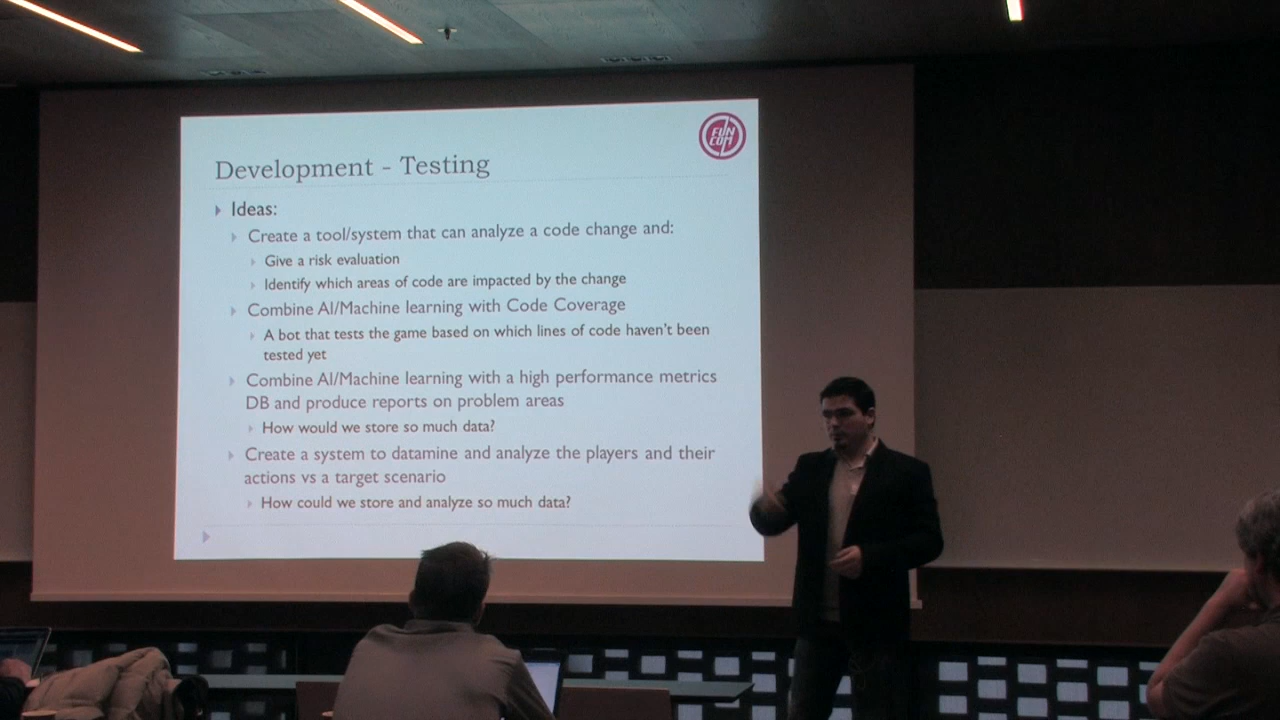 FUN
COM
Development - Testing
Ideas:
Create a tool/system that can analyze a code change and:
Give a risk evaluation
Identify which areas of code are impacted by the change
Combine AI/Machine learning with Code Coverage
A bot that tests the game based on which lines of code haven't been
tested yet
Combine AI/Machine learning with a high performance metrics
DB and produce reports on problem areas
How would we store so much data?
Create a system to datamine and analyze the players and their
actions vs a target scenario
How could we store and analyze so much data?